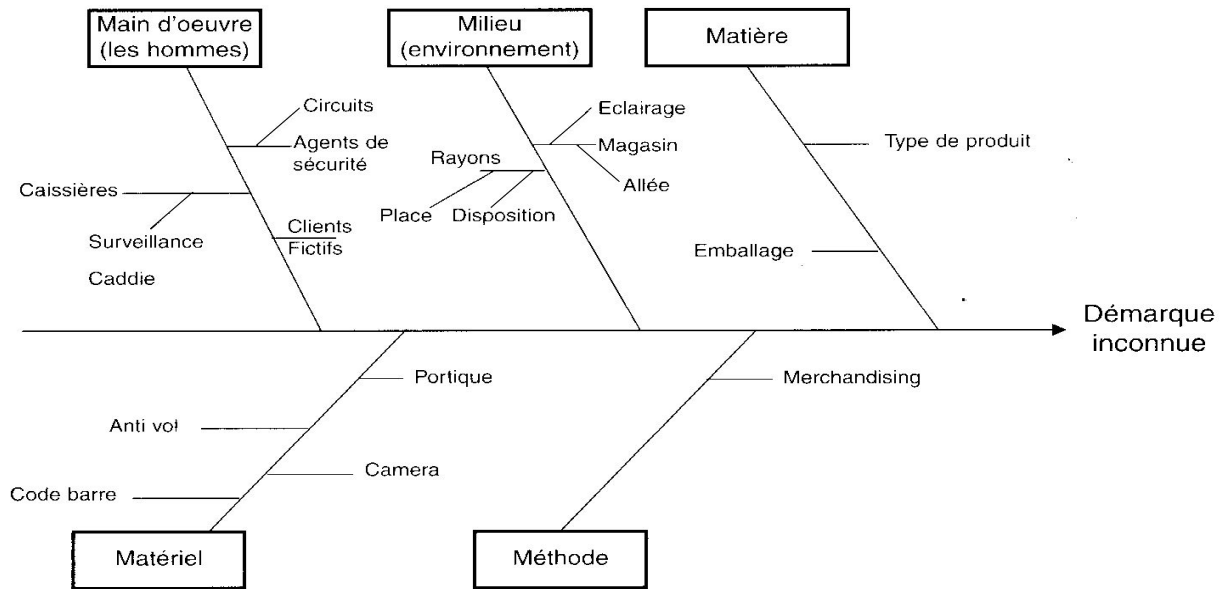 Main d'oeuvre
(les hommes)
Milieu
(environnement)
Matière
Circuits
Agents de
sécurité
Caissières
Surveillance
Caddie
Clients
Fictifs
Eclairage
Magasin
Allée
Rayons
Place
Disposition
Type de produit
Emballage
Démarque
inconnue
Portique
Anti vol
Camera
Code barre
Merchandising
Matériel
Méthode